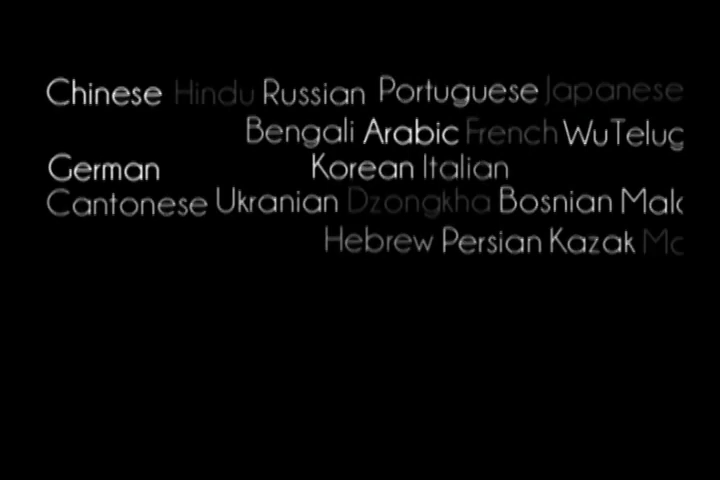 Chinese Hindu Russian Portuguese Japanese
Bengali Arabic French Wu Telug
German Korean Italian
Cantonese Ukranian Dzongkha Bosnian
Hebrew Persian Kazak